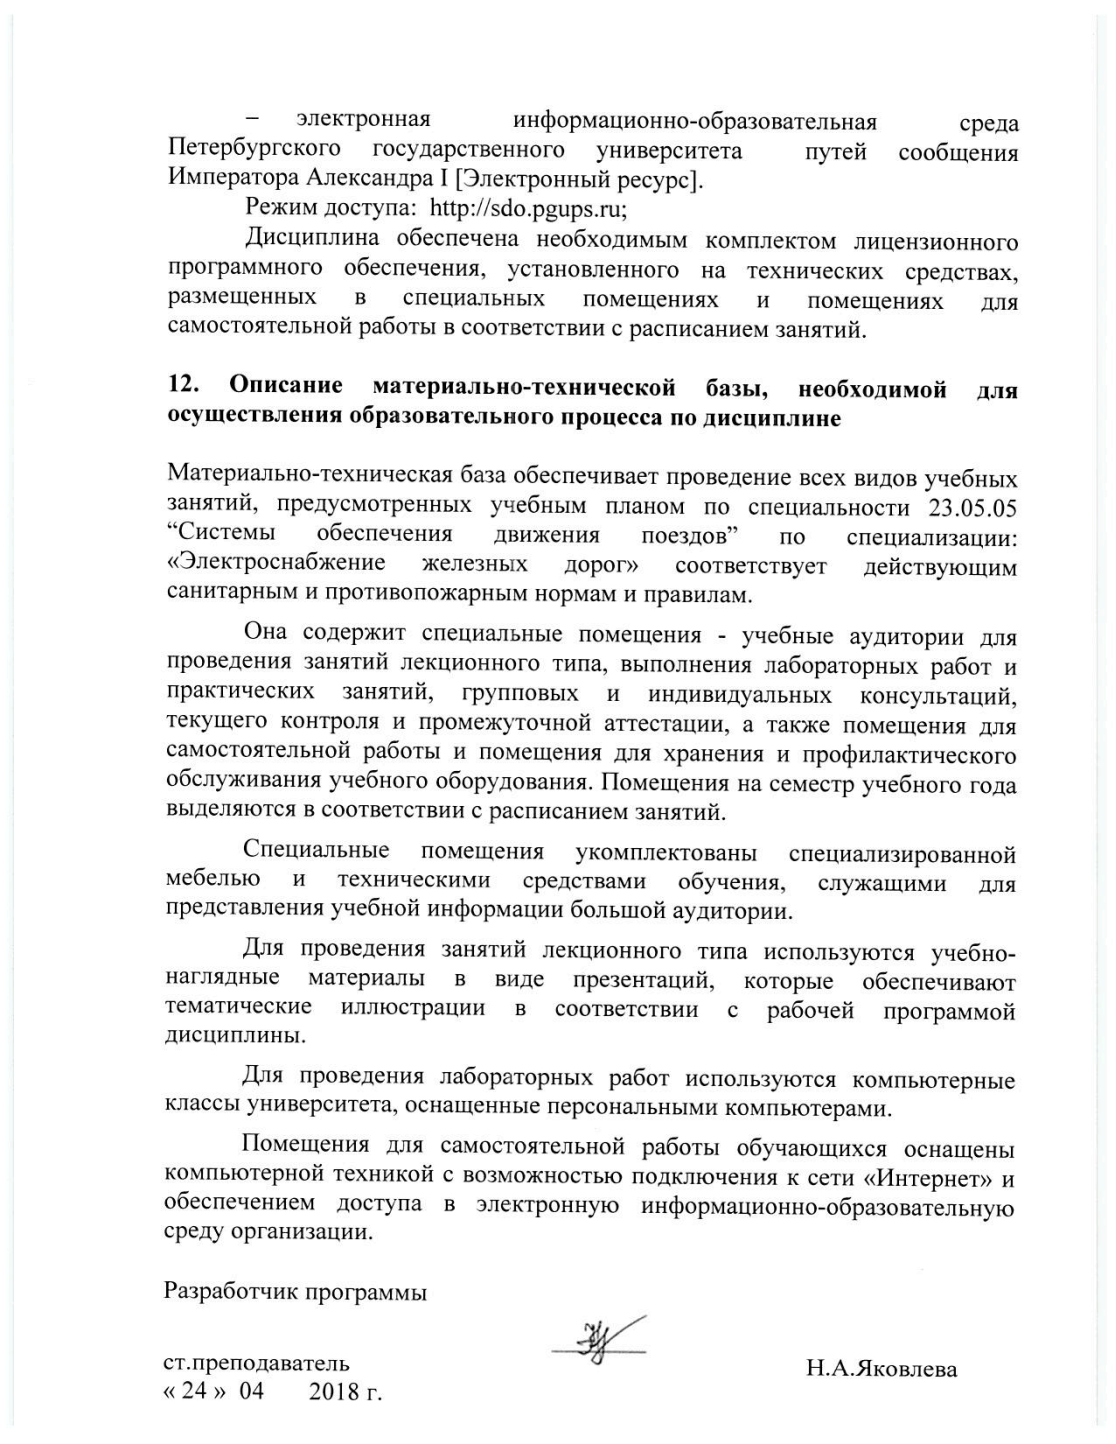 – электронная информационно-образовательная среда
Петербургского государственного университета путей сообщения
Императора Александра I [Электронный ресурс].
Режим доступа: http://sdo.pgups.ru;
Дисциплина обеспечена необходимым комплектом лицензионного
программного обеспечения, установленного на технических средствах,
размещенных в специальных помещениях и помещениях для
самостоятельной работы в соответствии с расписанием занятий.
12. Описание материально-технической базы, необходимой для
осуществления образовательного процесса по дисциплине
Материально-техническая база обеспечивает проведение всех видов учебных
занятий, предусмотренных учебным планом по специальности 23.05.05
“Системы обеспечения движения поездов” по специализации:
«Электроснабжение железных дорог» соответствует действующим
санитарным и противопожарным нормам и правилам.
Она содержит специальные помещения - учебные аудитории для
проведения занятий лекционного типа, выполнения лабораторных работ и
практических занятий, групповых и индивидуальных консультаций,
текущего контроля и промежуточной аттестации, а также помещения для
самостоятельной работы и помещения для хранения и профилактического
обслуживания учебного оборудования. Помещения на семестр учебного года
выделяются в соответствии с расписанием занятий.
Специальные помещения укомплектованы специализированной
мебелью и техническими средствами обучения, служащими для
представления учебной информации большой аудитории.
Для проведения занятий лекционного типа используются учебно-
наглядные материалы в виде презентаций, которые обеспечивают
тематические иллюстрации в соответствии с рабочей программой
дисциплины.
Для проведения лабораторных работ используются компьютерные
классы университета, оснащенные персональными компьютерами.
Помещения для самостоятельной работы обучающихся оснащены
компьютерной техникой с возможностью подключения к сети «Интернет» и
обеспечением доступа в электронную информационно-образовательную
среду организации.
Разработчик программы
ст.преподаватель Н.А.Яковлева
« 24 » 04 2018 г.